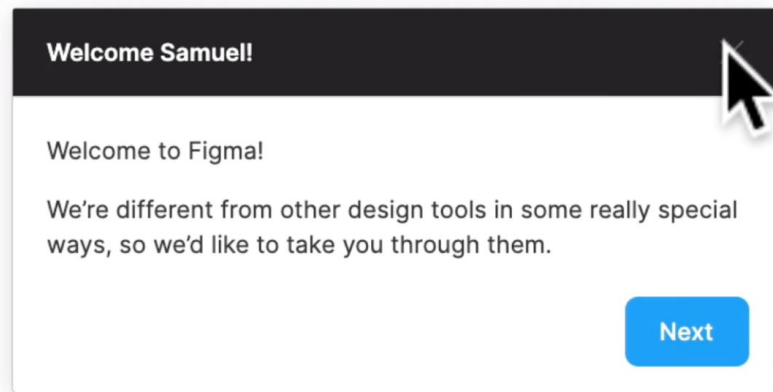 Welcome Samuel!
Welcome to Figma!
We’re different from other design tools in some really special
ways, so we’d like to take you through them.
Next